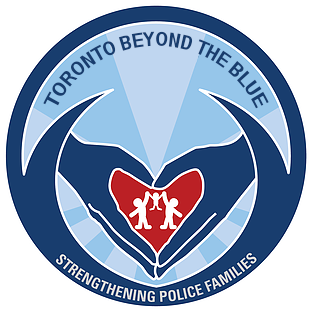 TORONTO BEYOND THE BLUE
STRENGTHENING POLICE FAMILIES